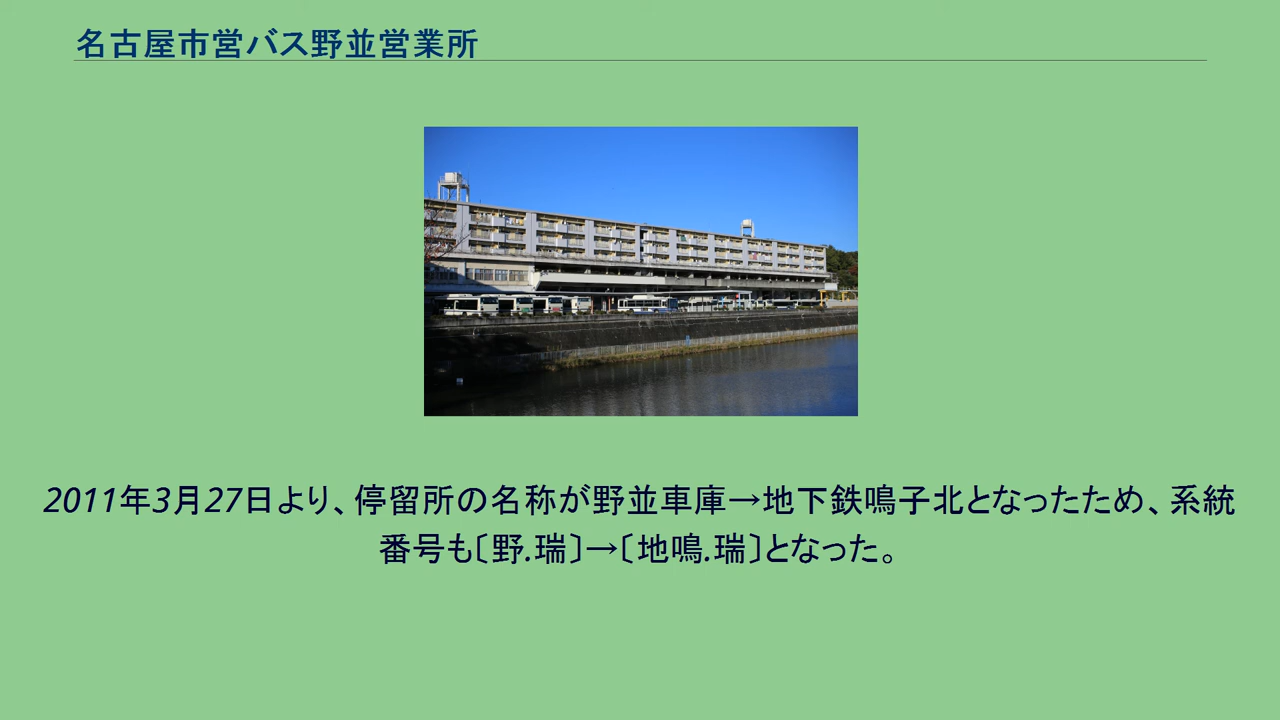 名古屋市営バス野並営業所
2011年3月27日より、停留所の名称が野並車庫→地下鉄鳴子北となったため、系統
番号も〔野.瑞〕→〔地鳴.瑞〕となった。